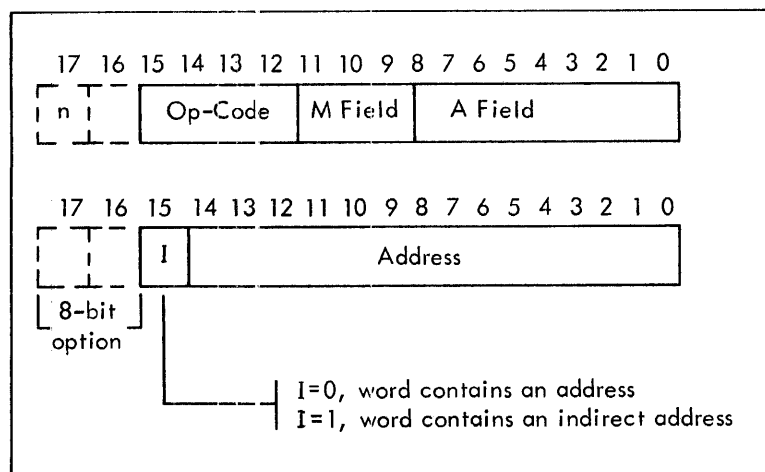 17 16 15 14 13 12 11 10 9 8 7 6 5 4 3 2 1 0
n Op-Code M Field A Field
17 16 15 14 13 12 11 10 9 8 7 6 5 4 3 2 1 0
I Address
8-bit
option
I=0, word contains an address
I=1, word contains an indirect address